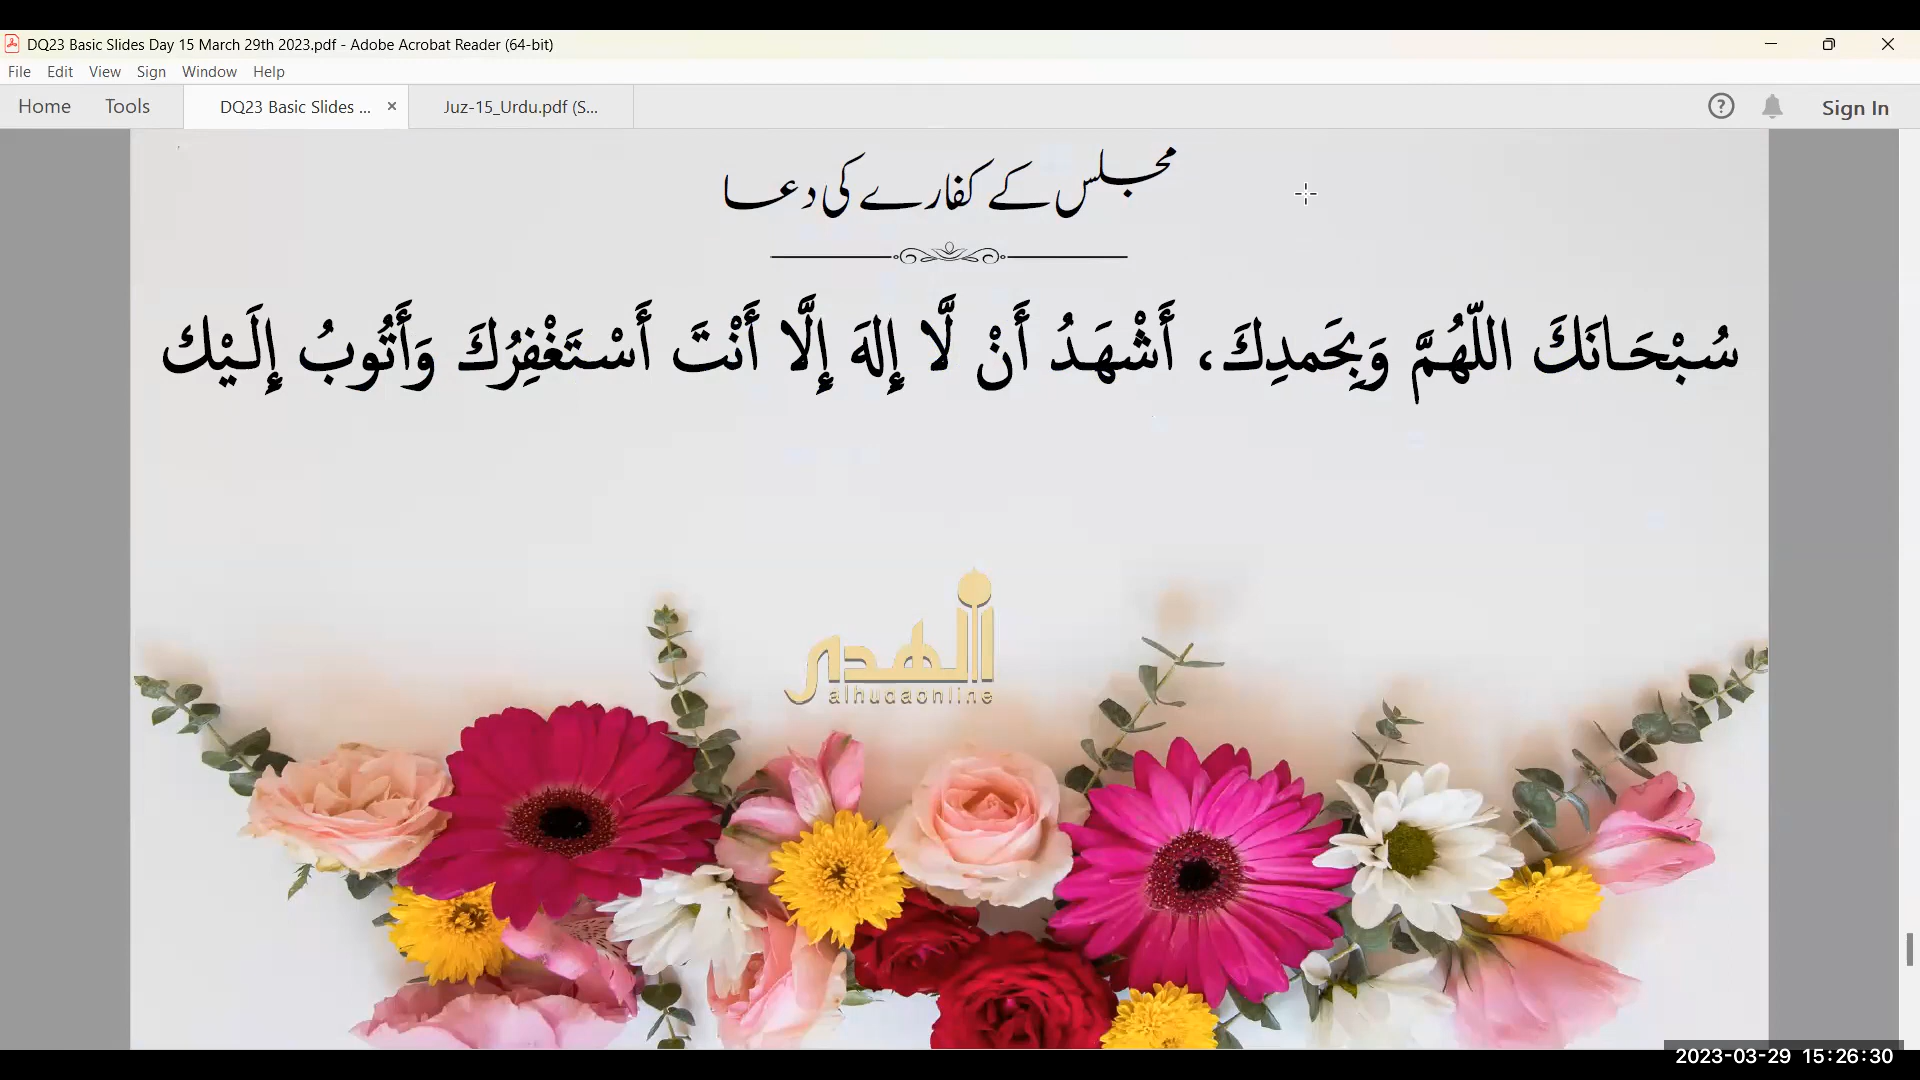 DQ23 Basic Slides Day 15 March 29th 2023.pdf - Adobe Acrobat Reader (64-bit)
File Edit View Sign Window Help
Home Tools DQ23 Basic Slides ... × Juz-15_Urdu.pdf (S... ? Sign In
مجلس کے کفارے کی دعا
سُبْحَانَكَ اللّٰهُمَّ وَبِحَمدِكَ، أَشْهَدُ أَنْ لَّا إِلهَ إِلَّا أَنْتَ أَسْتَغْفِرُكَ وَأَتُوبُ إِلَيْك
الهدى
alhudaonline
2023-03-29 15:26:30